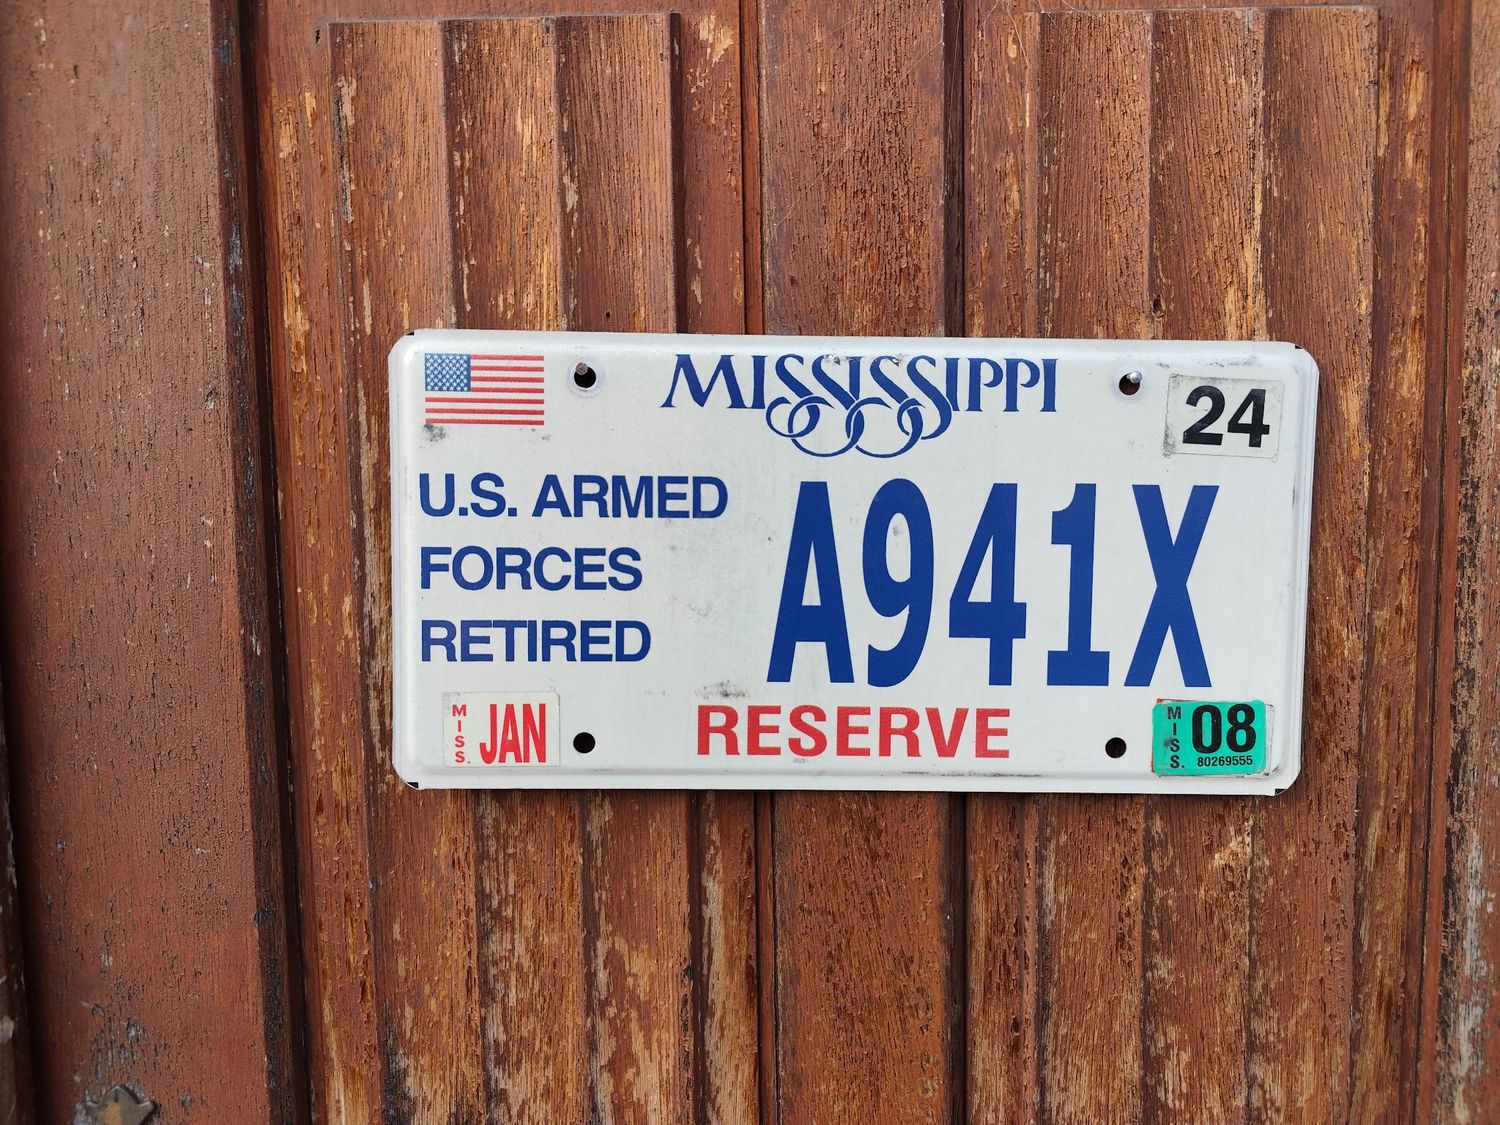 MISSISSIPPI
24
U.S. ARMED
FORCES
RETIRED
A941X
MISS. JAN
RESERVE
MISS. 08
80269555